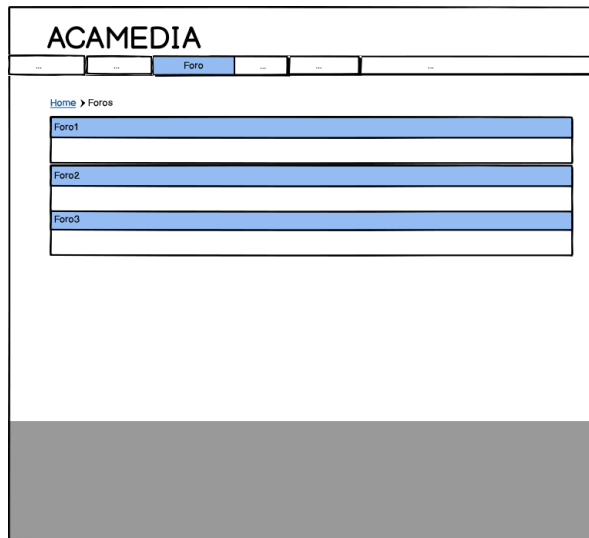 ACAMEDIA
... ... Foro ... ... ...
Home > Foros
Foro1
Foro2
Foro3